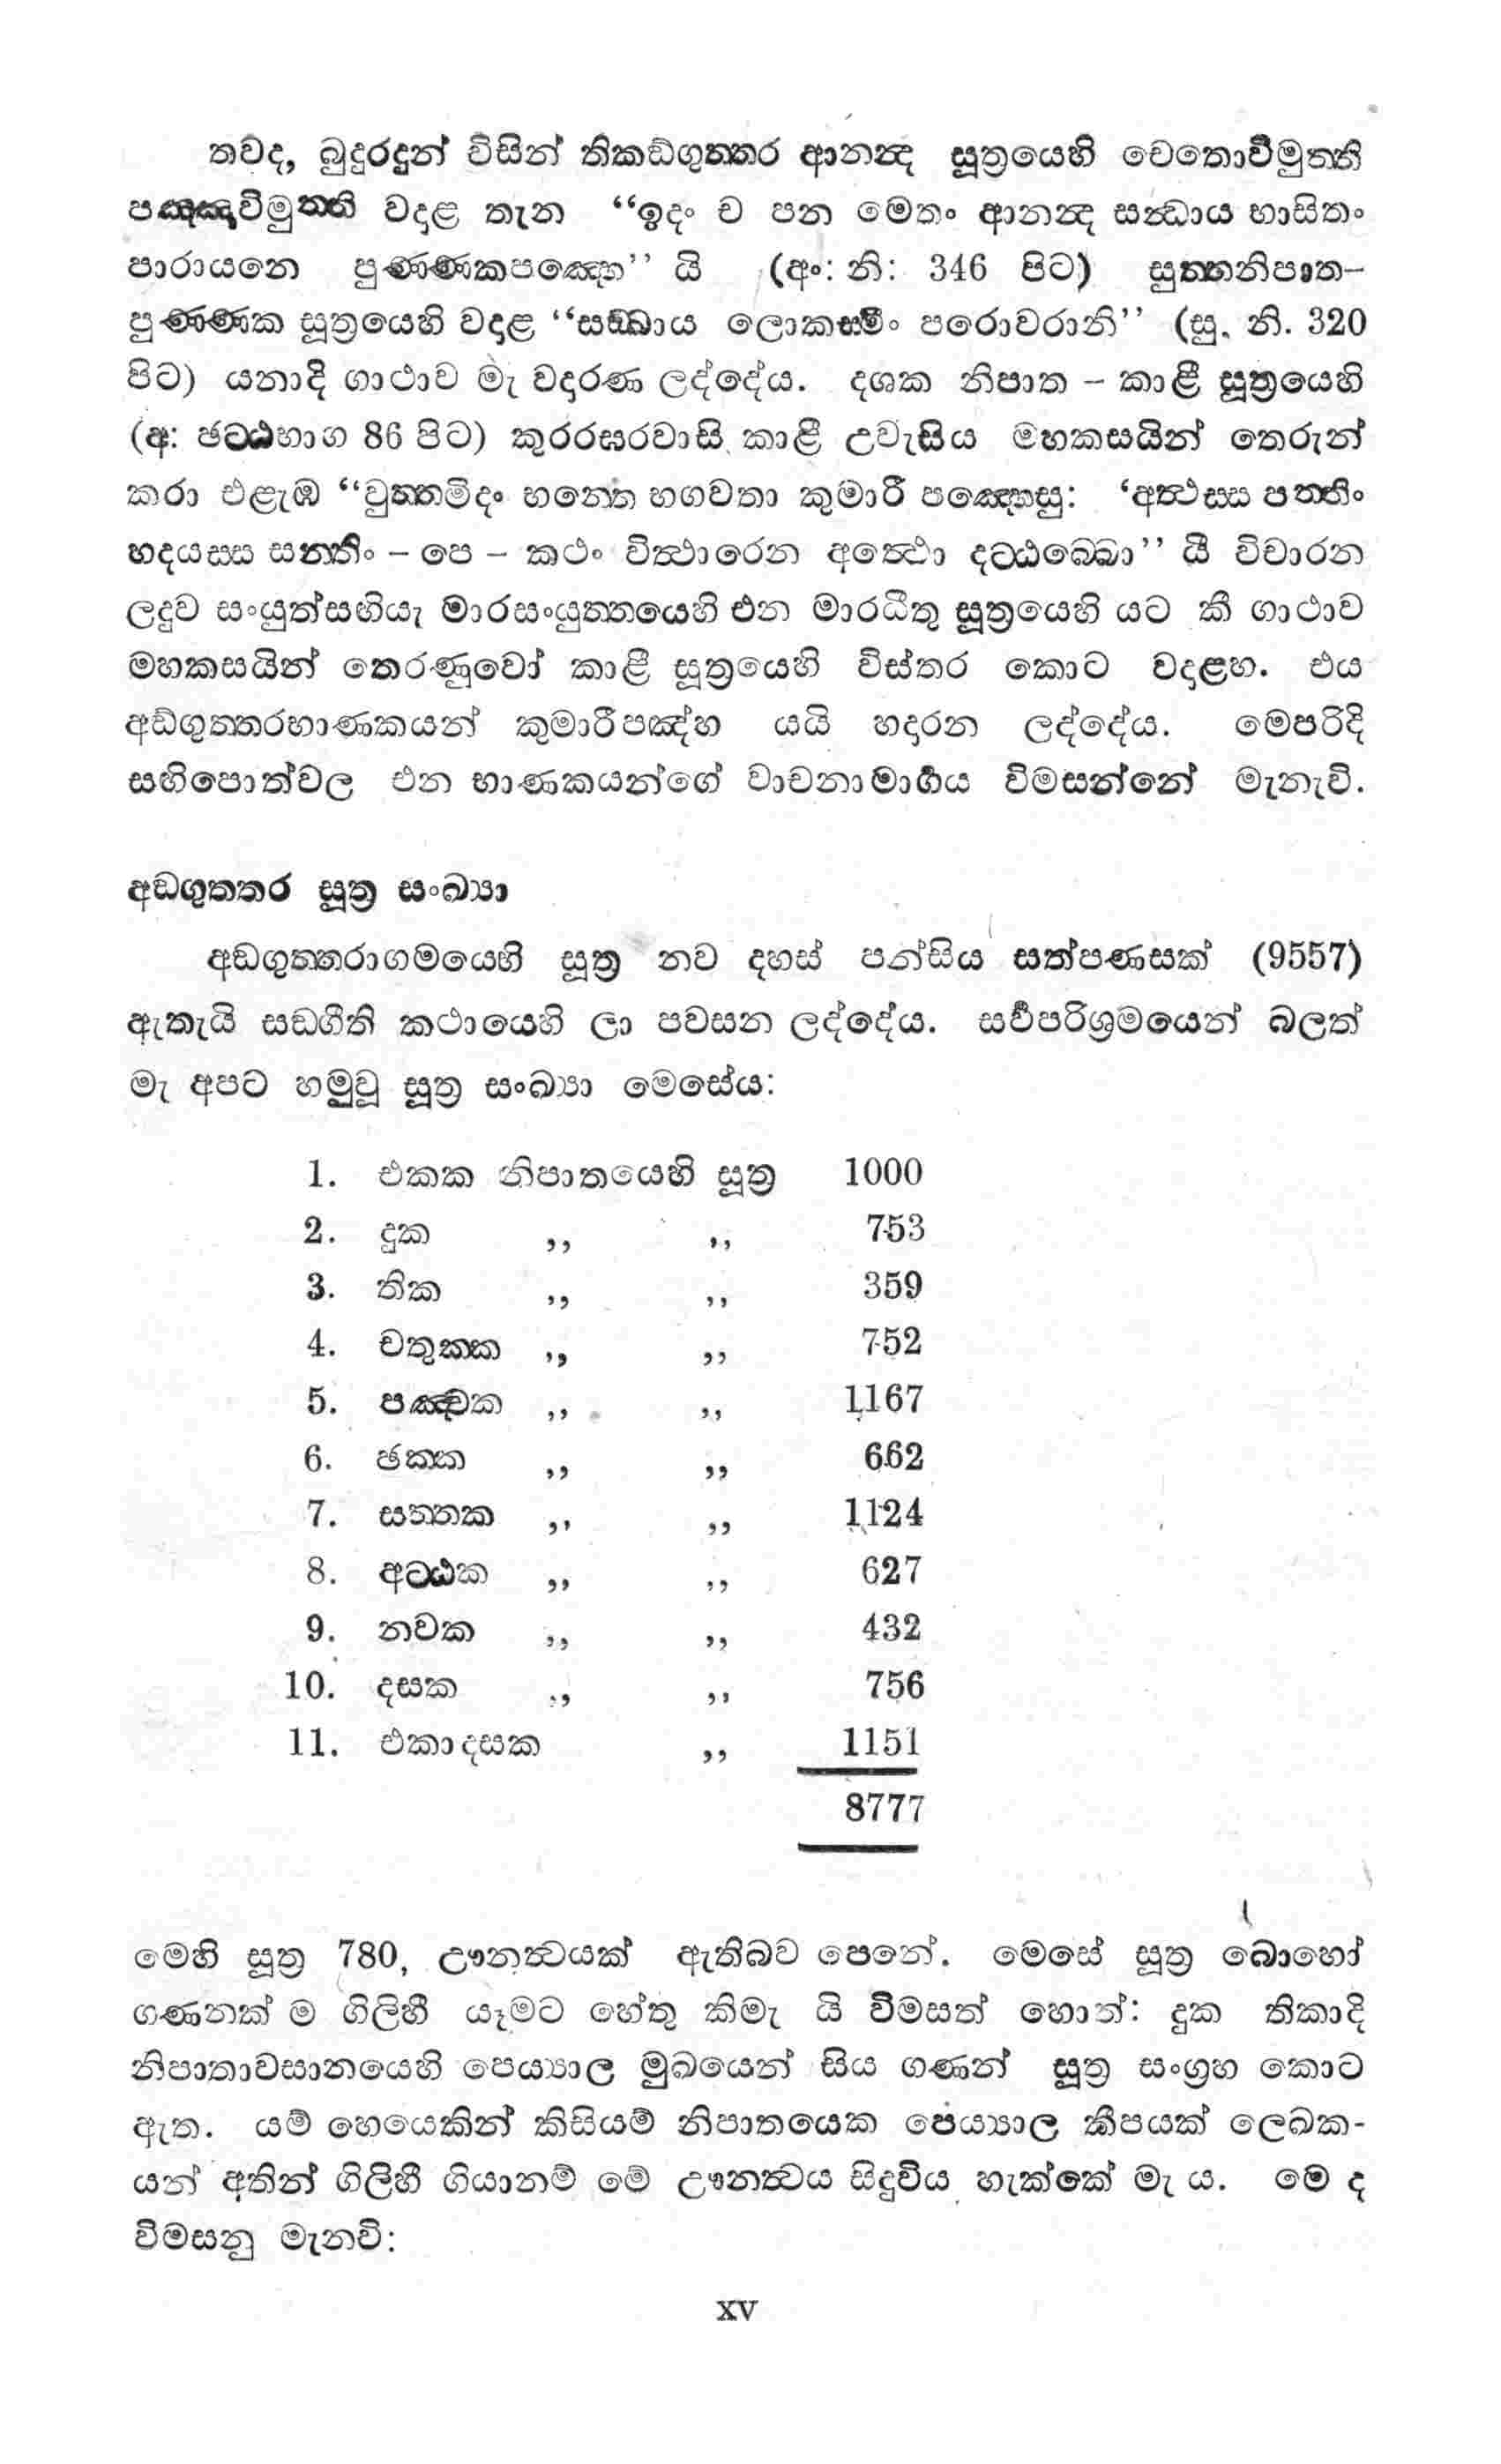 තවද, බුදුරදුන් විසින් තිකඞ්ගුත්තර ආනන්‍ද සූත්‍රයෙහි චෙතොවිමුත්ති
පඤ්ඤාවිමුත්ති වදළ තැන “ඉදං ච පන මෙතං ආනන්‍ද සන්‍ධාය භාසිතං
පාරායනෙ පුණ්ණකපඤ්හෙ” යි (අං: නි: 346 පිට) සුත්තනිපාත-
පුණ්ණක සූත්‍රයෙහි වදළ “සඞ්ඛාය ලොකස්මිං පරොවරානි” (සු. නි. 320
පිට) යනාදි ගාථාව මැ වදාරණ ලද්දේය. දශක නිපාත – කාළී සූත්‍රයෙහි
(අ: ඡට්ඨභාග 86 පිට) කුරරඝරවාසි කාළී උවැසිය මහකසයින් තෙරුන්
කරා එළැඹ “වුත්තමිදං භන්තෙ භගවතා කුමාරී පඤ්හෙසු: ‘අත්‍ථස්ස පත්තිං
හදයස්ස සන්තිං – පෙ – කථං විත්‍ථාරෙන අත්‍ථො දට්ඨබ්බො” යී විචාරන
ලදුව සංයුත්සඟියැ මාරසංයුත්තයෙහි එන මාරධීතු සූත්‍රයෙහි යට කී ගාථාව
මහකසයින් තෙරණුවෝ කාළී සූත්‍රයෙහි විස්තර කොට වදළහ. එය
අඞ්ගුත්තරභාණකයන් කුමාරීපඤ්හ යයි හදරන ලද්දේය. මෙපරිදි
සඟිපොත්වල එන භාණකයන්ගේ වාචනාමාර්‍ගය විමසන්නේ මැනැවි.
අඞ්ගුත්තර සූත්‍ර සංඛ්‍යා
අඞ්ගුත්තරාගමයෙහි සූත්‍ර නව දහස් පන්සිය සත්පණසක් (9557)
ඇතැයි සඞ්ගීති කථායෙහි ලා පවසන ලද්දේය. සර්‍වපරිශ්‍රමයෙන් බලත්
මැ අපට හමුවූ සූත්‍ර සංඛ්‍යා මෙසේය:
1. එකක නිපාතයෙහි සූත්‍ර 1000
2. දුක ,, ,, 753
3. තික ,, ,, 359
4. චතුක්ක ,, ,, 752
5. පඤ්චක ,, ,, 1167
6. ඡක්ක ,, ,, 662
7. සත්තක ,, ,, 1124
8. අට්ඨක ,, ,, 627
9. නවක ,, ,, 432
10. දසක ,, ,, 756
11. එකාදසක ,, 1151
8777
මෙහි සූත්‍ර 780, ඌනත්‍වයක් ඇතිබව පෙනේ. මෙසේ සූත්‍ර බොහෝ
ගණනක් ම ගිලිහී යෑමට හේතු කිමැ යි විමසත් හොත්: දුක තිකාදි
නිපාතාවසානයෙහි පෙය්‍යාල මුඛයෙන් සිය ගණන් සූත්‍ර සංග්‍රහ කොට
ඇත. යම් හෙයෙකින් කිසියම් නිපාතයෙක පෙය්‍යාල කීපයක් ලෙඛක-
යන් අතින් ගිලිහී ගියානම් මේ ඌනත්‍වය සිදුවිය හැක්කේ මැ ය. මෙ ද
විමසනු මැනවි:
xv